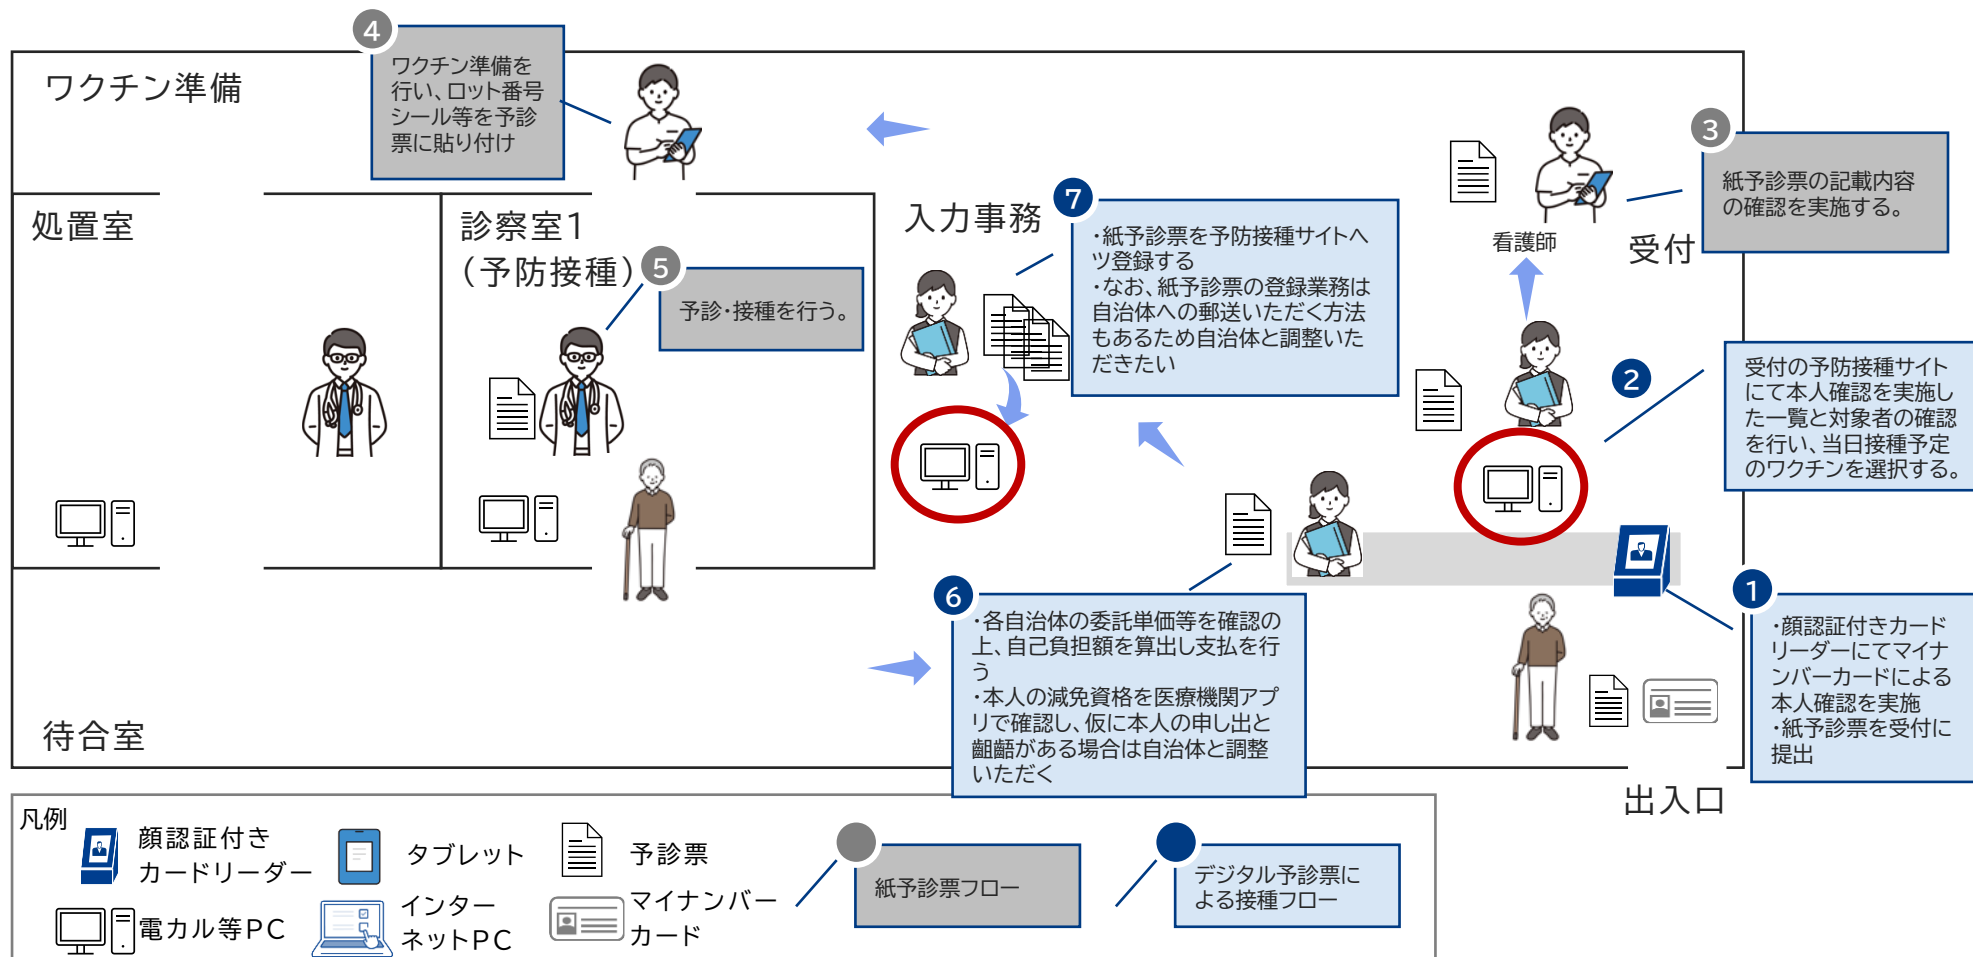 4
ワクチン準備を
行い、ロット番号
シール等を予診
票に貼り付け
ワクチン準備
3
紙予診票の記載内容
の確認を実施する。
看護師
受付
処置室
診察室1
（予防接種）
5
予診・接種を行う。
入力事務
7
・紙予診票を予防接種サイトへ
ツ登録する
・なお、紙予診票の登録業務は
自治体への郵送いただく方法
もあるため自治体と調整いた
だきたい
2
受付の予防接種サイト
にて本人確認を実施し
た一覧と対象者の確認
を行い、当日接種予定
のワクチンを選択する。
6
・各自治体の委託単価等を確認の
上、自己負担額を算出し支払を行
う
・本人の減免資格を医療機関アプ
リで確認し、仮に本人の申し出と
齟齬がある場合は自治体と調整
いただく
1
・顔認証付きカード
リーダーにてマイナ
ンバーカードによる
本人確認を実施
・紙予診票を受付に
提出
待合室
出入口
凡例
顔認証付き
カードリーダー
タブレット
予診票
紙予診票フロー
デジタル予診票に
よる接種フロー
電カル等PC
インター
ネットPC
マイナンバー
カード